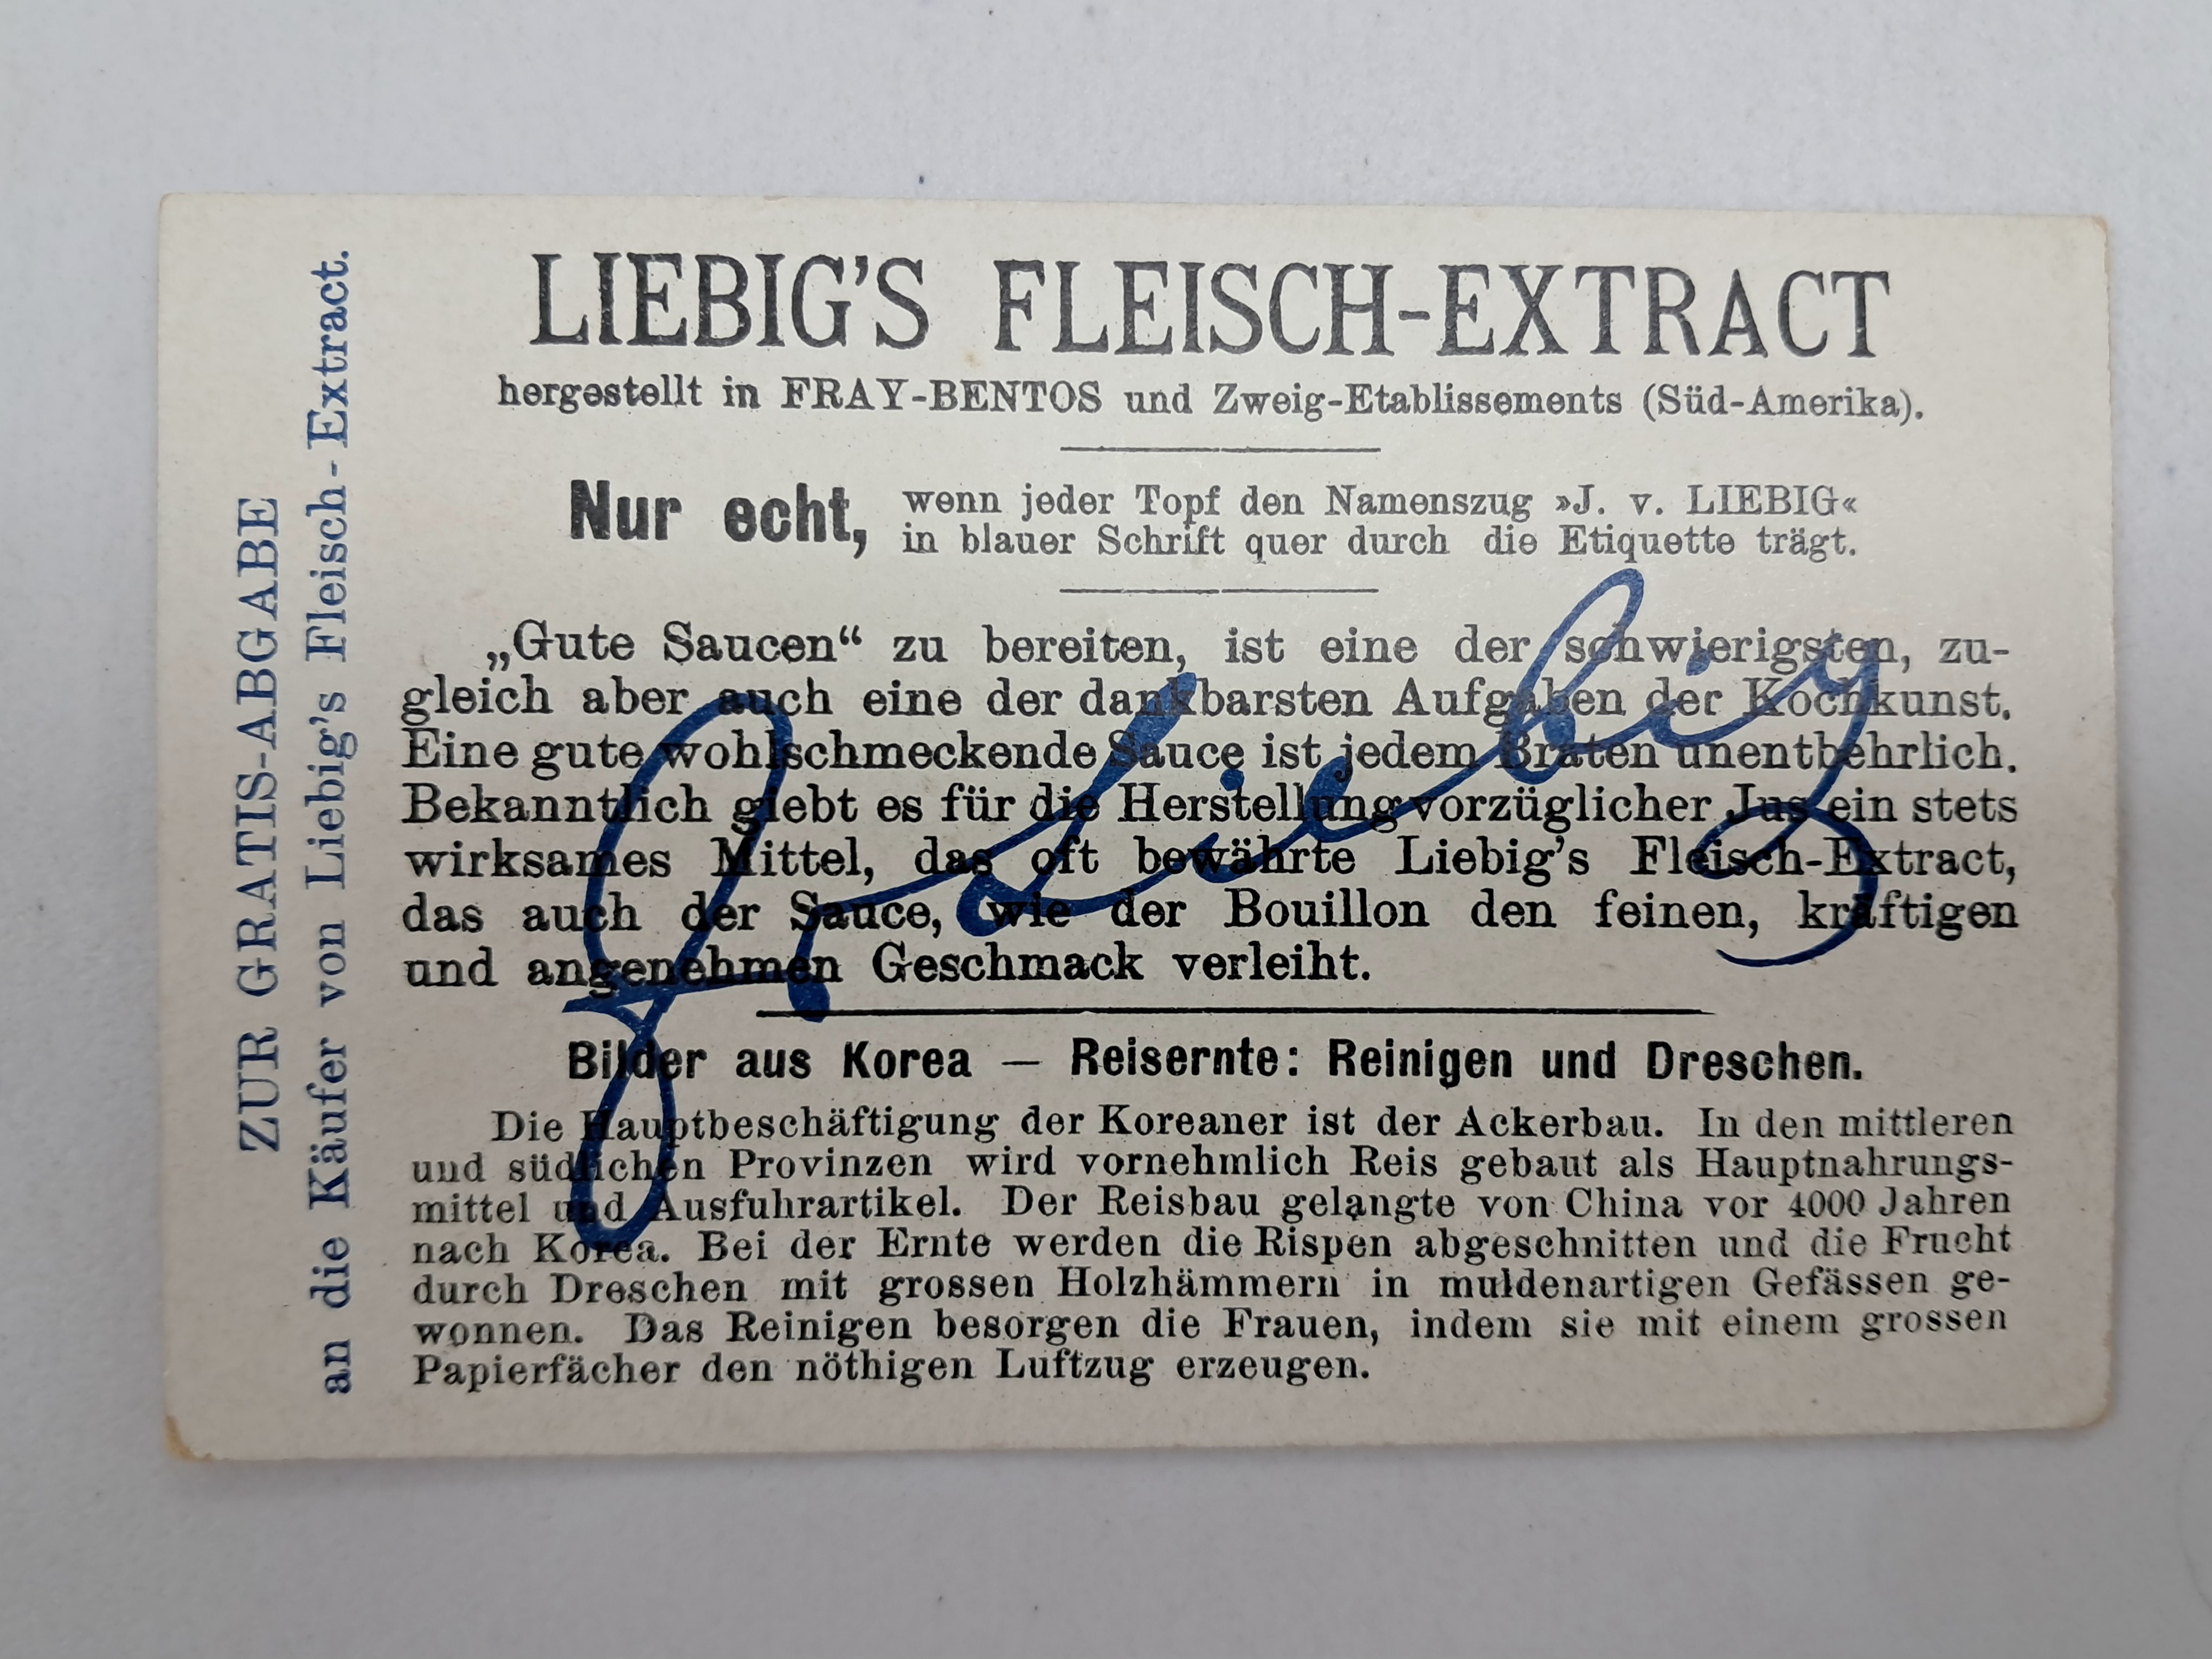 LIEBIG'S FLEISCH-EXTRACT
hergestellt in FRAY-BENTOS und Zweig-Etablissements (Süd-Amerika).
Nur echt, wenn jeder Topf den Namenszug »J. v. LIEBIG«
in blauer Schrift quer durch die Etiquette trägt.
„Gute Saucen“ zu bereiten, ist eine der schwierigsten, zu-
gleich aber auch eine der dankbarsten Aufgaben der Kochkunst.
Eine gute wohlschmeckende Sauce ist jedem Braten unentbehrlich.
Bekanntlich giebt es für die Herstellung vorzüglicher Jus ein stets
wirksames Mittel, das oft bewährte Liebig's Fleisch-Extract,
das auch der Sauce, wie der Bouillon den feinen, kräftigen
und angenehmen Geschmack verleiht.
J v Liebig
Bilder aus Korea — Reisernte: Reinigen und Dreschen.
Die Hauptbeschäftigung der Koreaner ist der Ackerbau. In den mittleren
und südlichen Provinzen wird vornehmlich Reis gebaut als Hauptnahrungs-
mittel und Ausfuhrartikel. Der Reisbau gelangte von China vor 4000 Jahren
nach Korea. Bei der Ernte werden die Rispen abgeschnitten und die Frucht
durch Dreschen mit grossen Holzhämmern in muldenartigen Gefässen ge-
wonnen. Das Reinigen besorgen die Frauen, indem sie mit einem grossen
Papierfächer den nöthigen Luftzug erzeugen.
ZUR GRATIS-ABGABE
an die Käufer von Liebig's Fleisch-Extract.